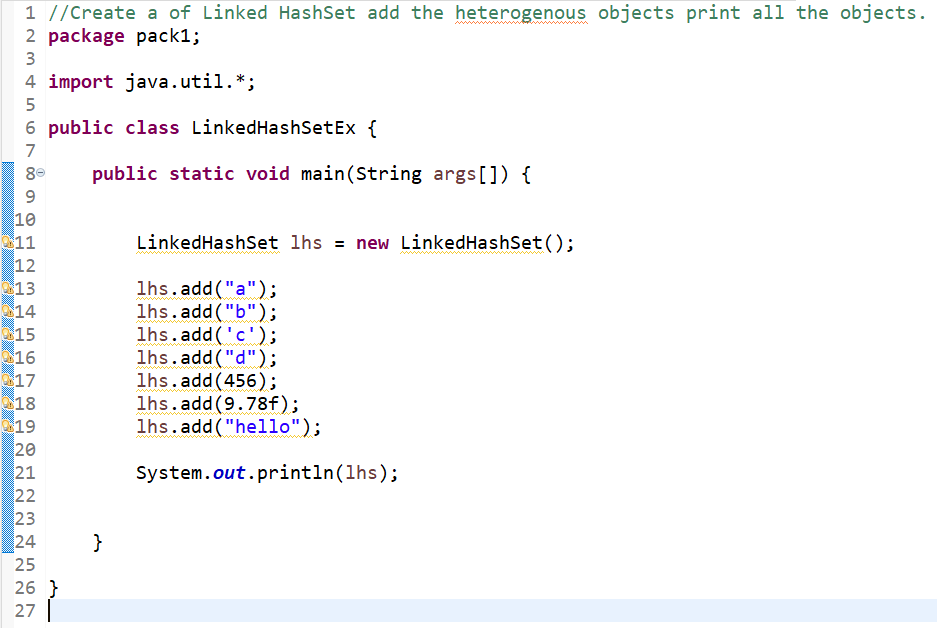 1 //Create a of Linked HashSet add the heterogenous objects print all the objects.
2 package pack1;
3
4 import java.util.*;
5
6 public class LinkedHashSetEx {
7
8 public static void main(String args[]) {
9
10
11 LinkedHashSet lhs = new LinkedHashSet();
12
13 lhs.add("a");
14 lhs.add("b");
15 lhs.add('c');
16 lhs.add("d");
17 lhs.add(456);
18 lhs.add(9.78f);
19 lhs.add("hello");
20
21 System.out.println(lhs);
22
23
24 }
25
26 }
27